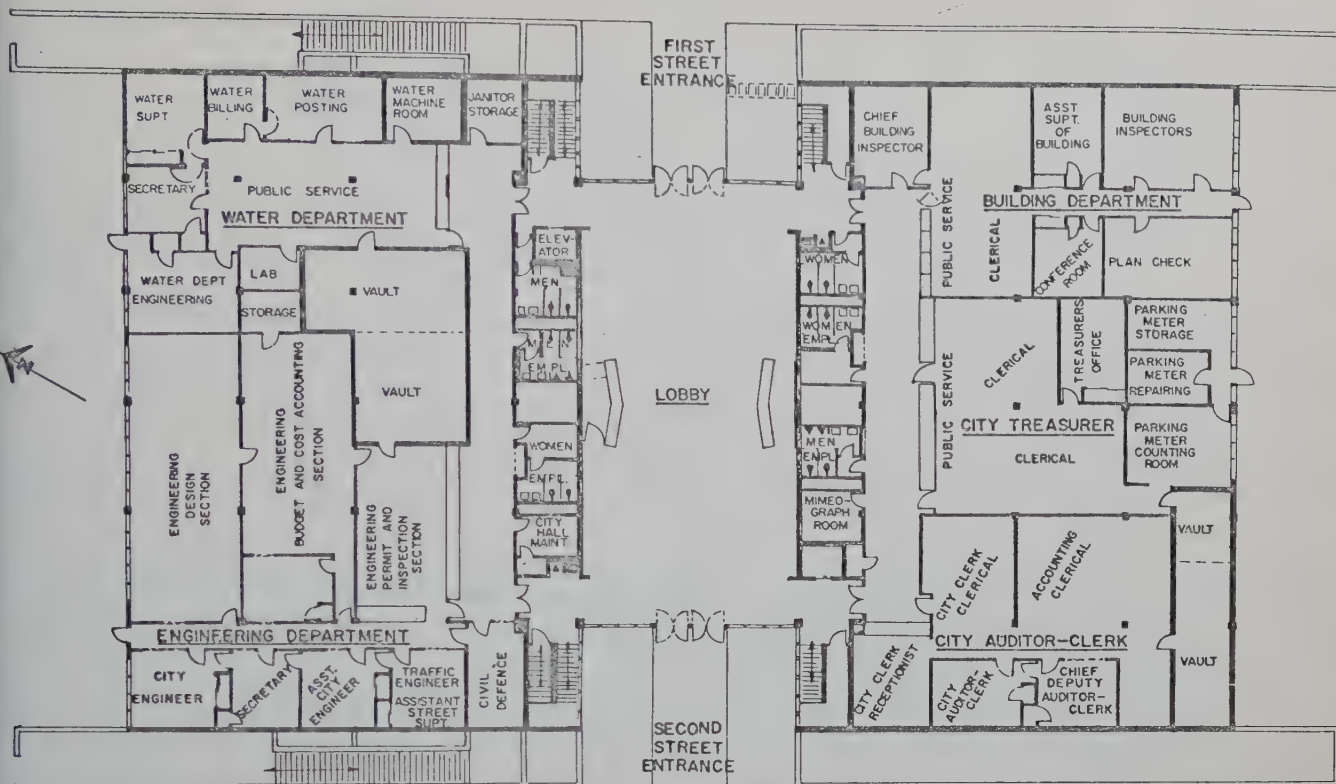 FIRST
STREET
ENTRANCE
WATER
SUPT
WATER
BILLING
WATER
POSTING
WATER
MACHINE
ROOM
JANITOR
STORAGE
SECRETARY
PUBLIC SERVICE
WATER DEPARTMENT
WATER DEPT
ENGINEERING
LAB
STORAGE
VAULT
VAULT
ENGINEERING
DESIGN
SECTION
ENGINEERING
BUDGET AND COST ACCOUNTING
SECTION
ENGINEERING
PERMIT AND
INSPECTION
SECTION
ENGINEERING DEPARTMENT
CITY
ENGINEER
SECRETARY
ASST.
CITY
ENGINEER
TRAFFIC
ENGINEER
ASSISTANT
STREET
SUPT.
CIVIL
DEFENCE
ELEV-
ATOR
MEN
MEN
EMPL.
WOMEN
EMPL.
CITY
HALL
MAINT
LOBBY
WOMEN
WOMEN
EMPL.
MEN
EMPL
MIMEO-
GRAPH
ROOM
CHIEF
BUILDING
INSPECTOR
ASST
SUPT.
OF
BUILDING
BUILDING
INSPECTORS
PUBLIC SERVICE
BUILDING DEPARTMENT
CLERICAL
CONFERENCE
ROOM
PLAN CHECK
PUBLIC SERVICE
CLERICAL
TREASURERS
OFFICE
PARKING
METER
STORAGE
PARKING
METER
REPAIRING
CITY TREASURER
CLERICAL
PARKING
METER
COUNTING
ROOM
CITY CLERK
CLERICAL
ACCOUNTING
CLERICAL
VAULT
CITY AUDITOR-CLERK
VAULT
CITY CLERK
RECEPTIONIST
CITY
AUDITOR-
CLERK
CHIEF
DEPUTY
AUDITOR-
CLERK
SECOND
STREET
ENTRANCE